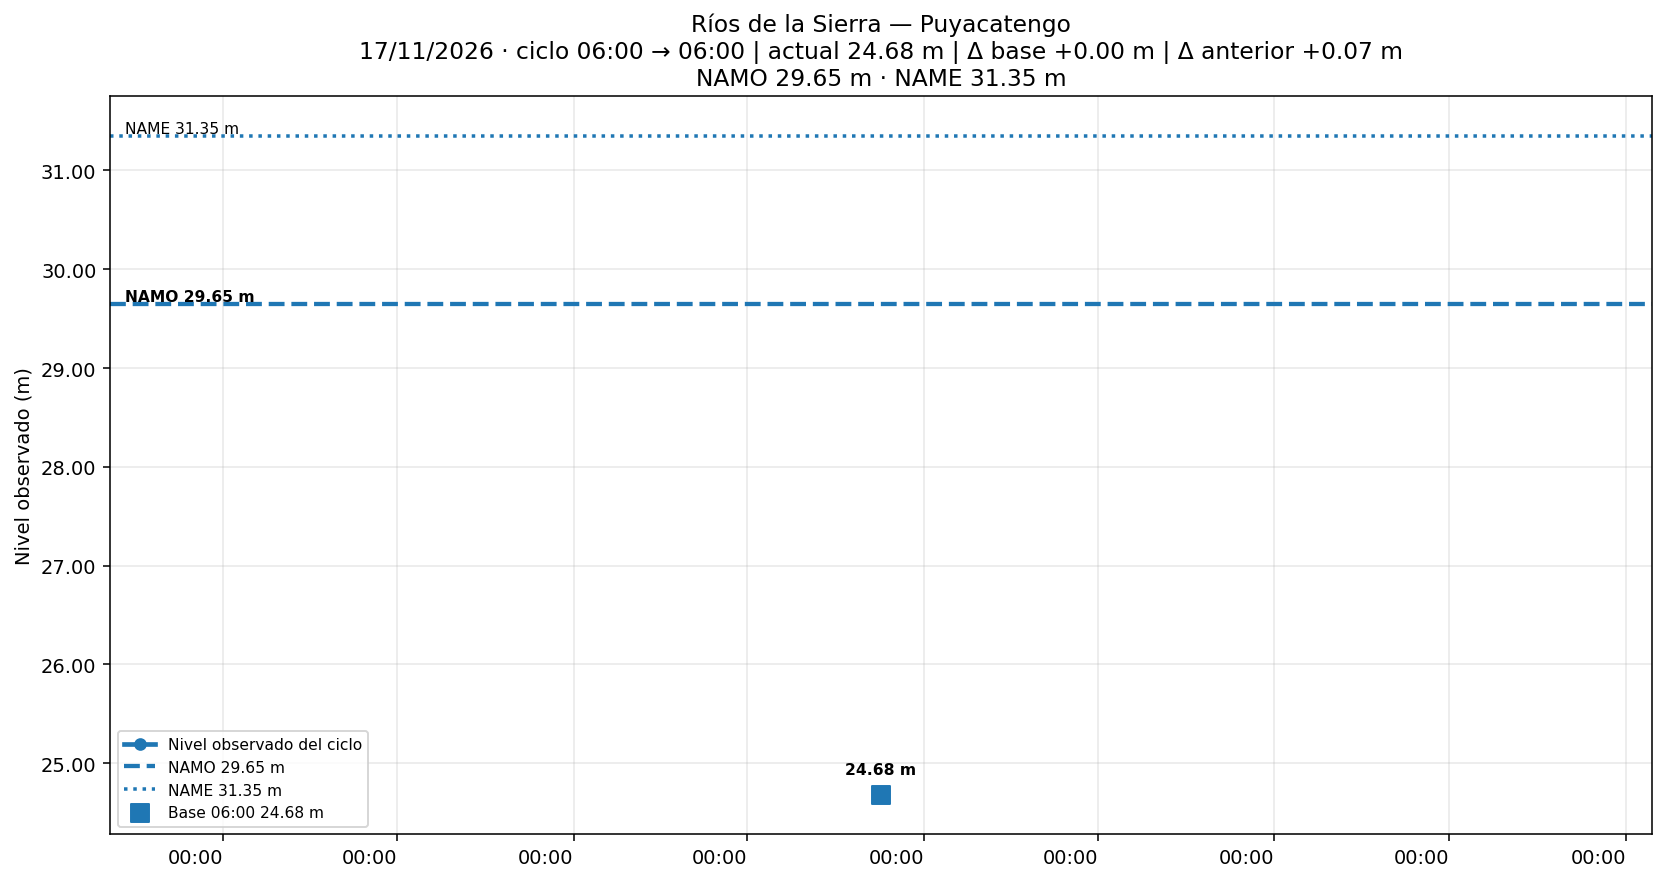 Ríos de la Sierra — Puyacatengo
17/11/2026 · ciclo 06:00 → 06:00 | actual 24.68 m | Δ base +0.00 m | Δ anterior +0.07 m
NAMO 29.65 m · NAME 31.35 m
NAME 31.35 m
31.00
30.00
NAMO 29.65 m
29.00
28.00
27.00
26.00
25.00
Nivel observado (m)
24.68 m
Nivel observado del ciclo
NAMO 29.65 m
NAME 31.35 m
Base 06:00 24.68 m
00:00 00:00 00:00 00:00 00:00 00:00 00:00 00:00 00:00